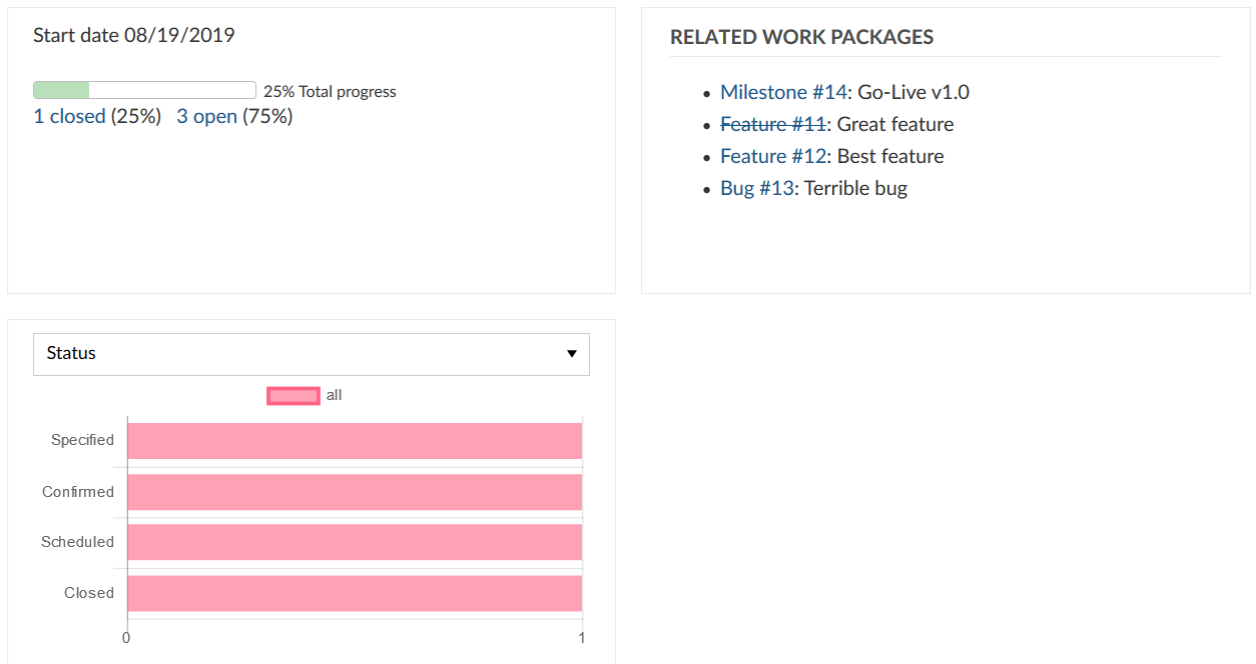 Start date 08/19/2019
25% Total progress
1 closed (25%) 3 open (75%)
RELATED WORK PACKAGES
Milestone #14: Go-Live v1.0
Feature #11: Great feature
Feature #12: Best feature
Bug #13: Terrible bug
Status
all
Specified
Confirmed
Scheduled
Closed
0 1